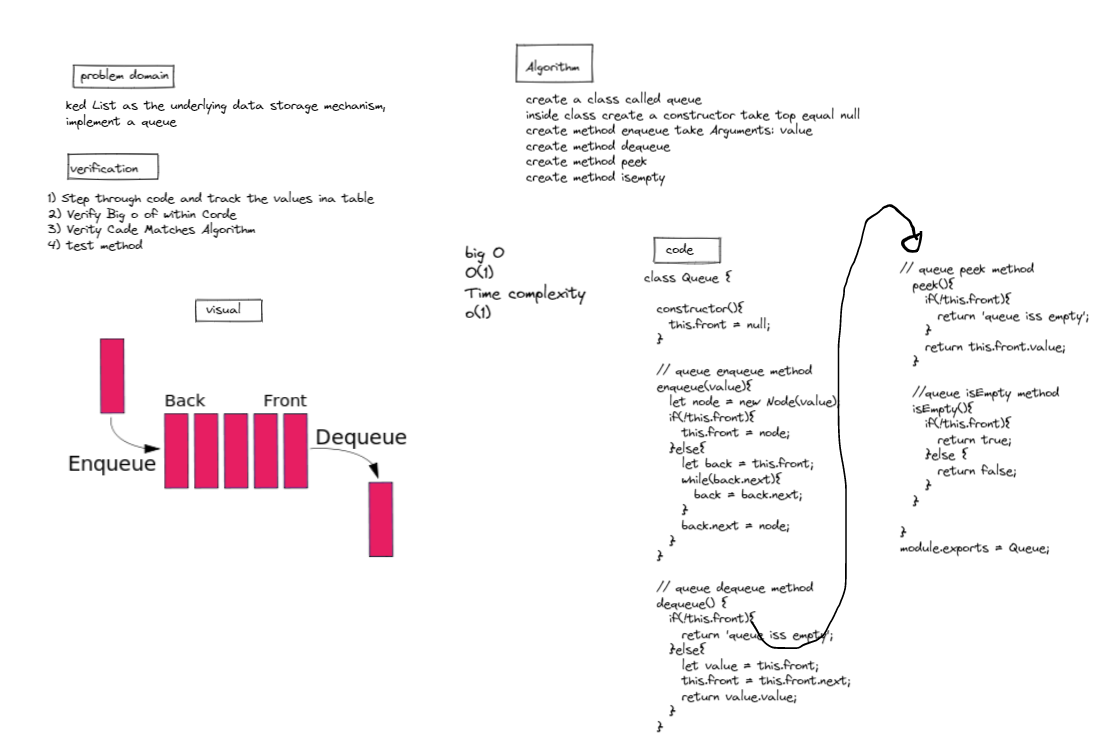 problem domain
ked List as the underlying data storage mechanism,
implement a queue
verification
1) Step through code and track the values ina table
2) Verify Big o of within Corde
3) Verity Cade Matches Algorithm
4) test method
visual
Back Front
Enqueue
Dequeue
Algorithm
create a class called queue
inside class create a constructor take top equal null
create method enqueue take Arguments: value
create method dequeue
create method peek
create method isempty
big O
O(1)
Time complexity
o(1)
code
class Queue {
constructor(){
this.front = null;
}
// queue enqueue method
enqueue(value){
let node = new Node(value)
if(!this.front){
this.front = node;
}else{
let back = this.front;
while(back.next){
back = back.next;
}
back.next = node;
}
}
// queue dequeue method
dequeue() {
if(!this.front){
return 'queue iss empty';
}else{
let value = this.front;
this.front = this.front.next;
return value.value;
}
}
// queue peek method
peek(){
if(!this.front){
return 'queue iss empty';
}
return this.front.value;
}
//queue isEmpty method
isEmpty(){
if(!this.front){
return true;
}else {
return false;
}
}
}
module.exports = Queue;